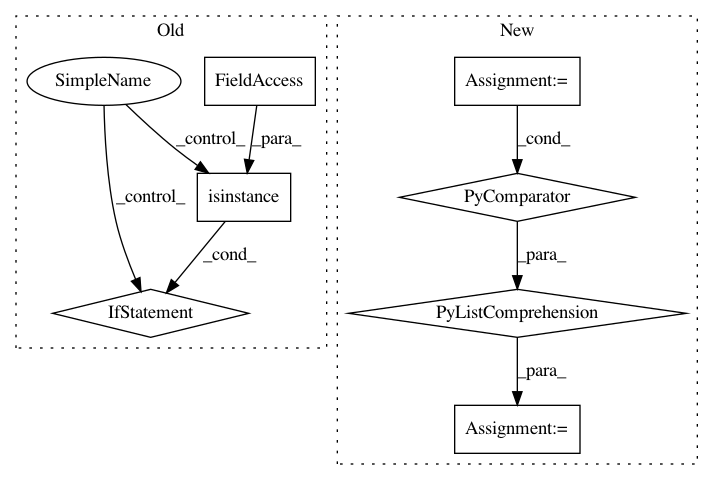 Old
New
SimpleName
FieldAccess
Assignment:=
_control_
_para_
_cond_
_control_
isinstance
PyComparator
_cond_
_para_
IfStatement
PyListComprehension
_para_
Assignment:=